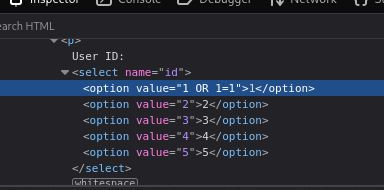 Inspector Console Debugger Network
earch HTML
<p>
User ID:
<select name="id">
<option value="1 OR 1=1">1</option>
<option value="2">2</option>
<option value="3">3</option>
<option value="4">4</option>
<option value="5">5</option>
</select>
whitespace